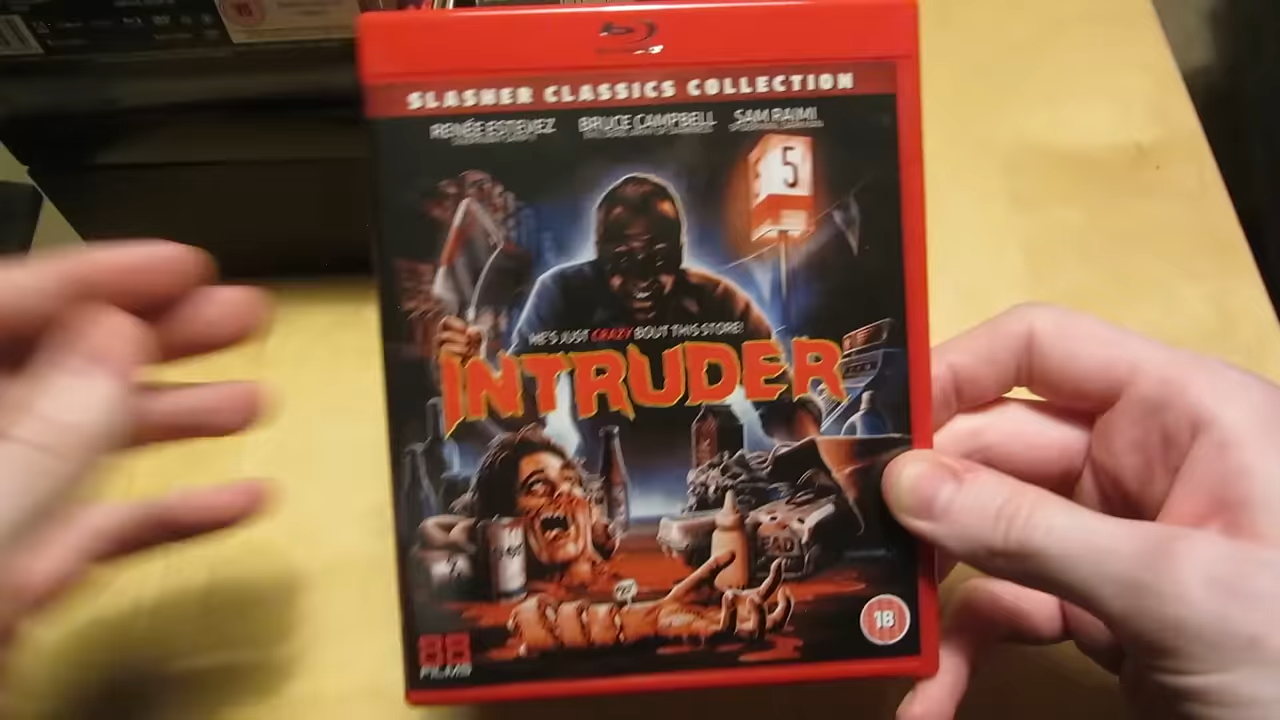 SLASHER CLASSICS COLLECTION
RENÉE ESTEVEZ BRUCE CAMPBELL SAM RAIMI
5
HE'S JUST CRAZY 'BOUT THIS STORE!
INTRUDER
18
88
FILMS